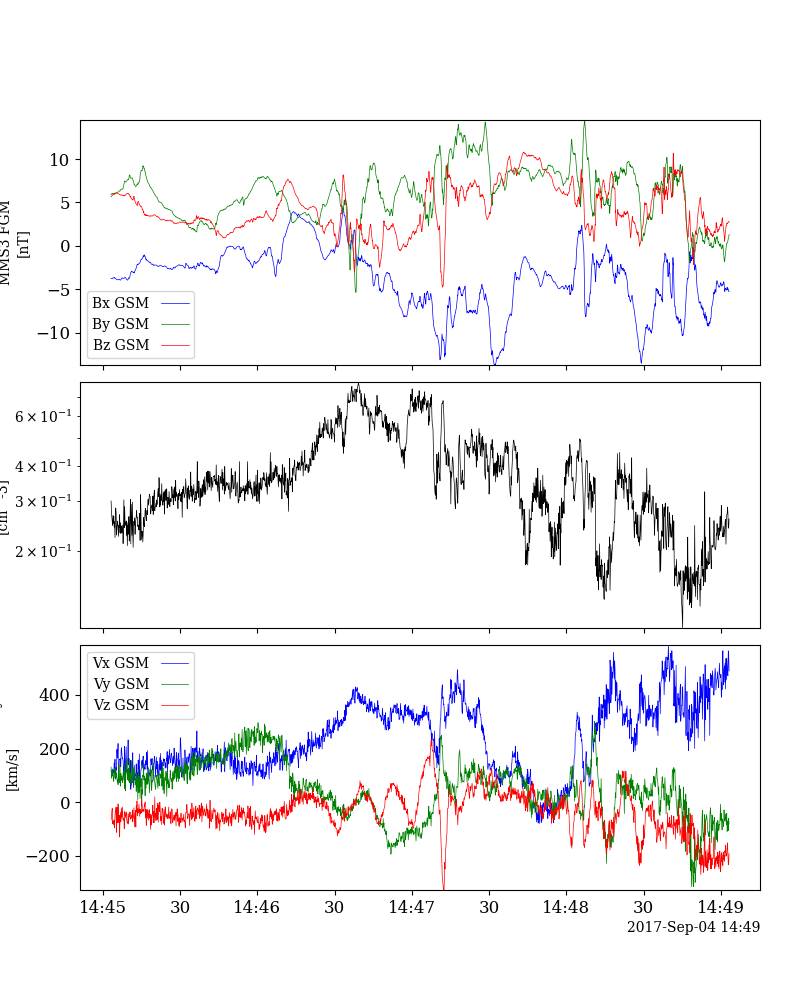 MMS3 FGM
[nT]
10
5
0
−5
−10
Bx GSM
By GSM
Bz GSM
6 × 10⁻¹
4 × 10⁻¹
3 × 10⁻¹
2 × 10⁻¹
Vx GSM
Vy GSM
Vz GSM
[km/s]
400
200
0
−200
14:45 30 14:46 30 14:47 30 14:48 30 14:49
2017-Sep-04 14:49